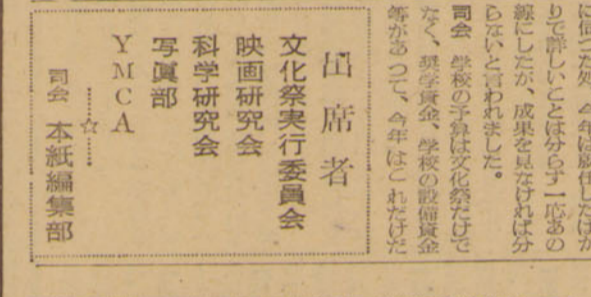 に伺つた処、今年は就任したばか
りで詳しいことは分らず一応あの
線にしたが、成果を見なければ分
らないと言われました。
司会 学校の予算は文化祭だけで
なく、奨学資金、学校の設備資金
等があつて、今年はこれだけだ
出席者
文化祭実行委員会
映画研究会
科学研究会
写眞部
YMCA
☆
司会 本紙編集部